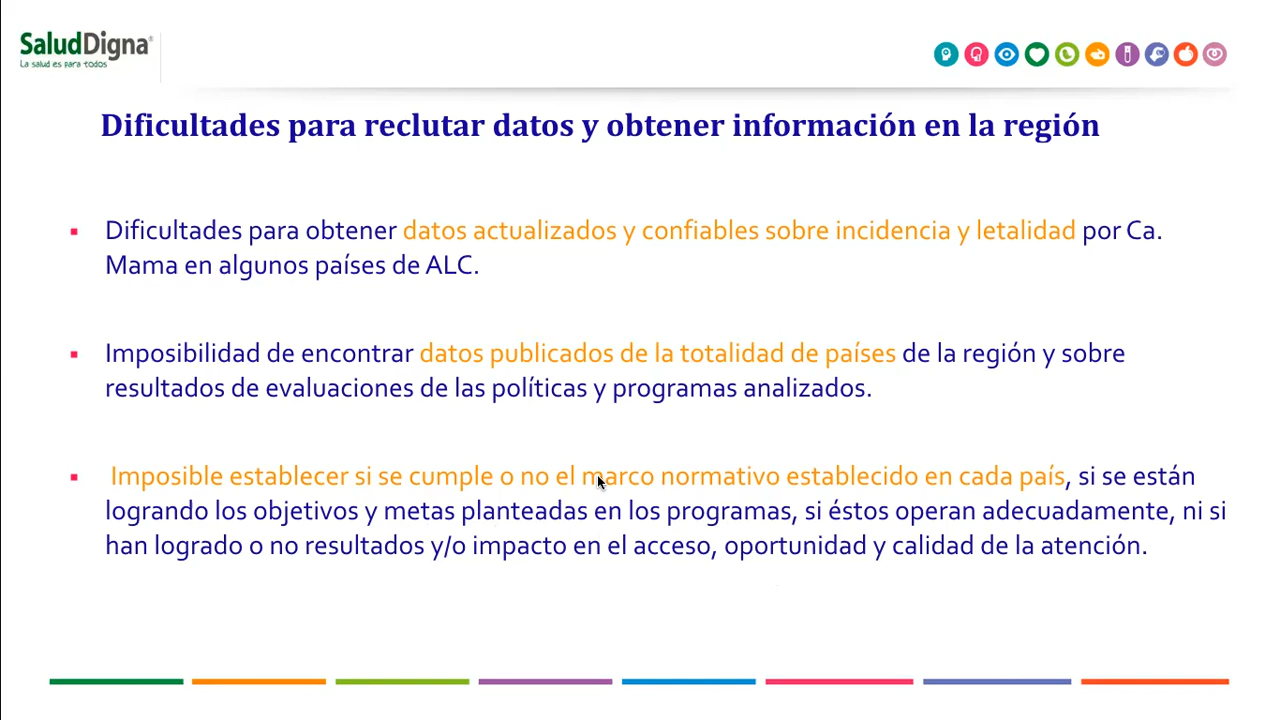 SaludDigna®
La salud es para todos
Dificultades para reclutar datos y obtener información en la región
Dificultades para obtener datos actualizados y confiables sobre incidencia y letalidad por Ca.
Mama en algunos países de ALC.
Imposibilidad de encontrar datos publicados de la totalidad de países de la región y sobre
resultados de evaluaciones de las políticas y programas analizados.
Imposible establecer si se cumple o no el marco normativo establecido en cada país, si se están
logrando los objetivos y metas planteadas en los programas, si éstos operan adecuadamente, ni si
han logrado o no resultados y/o impacto en el acceso, oportunidad y calidad de la atención.